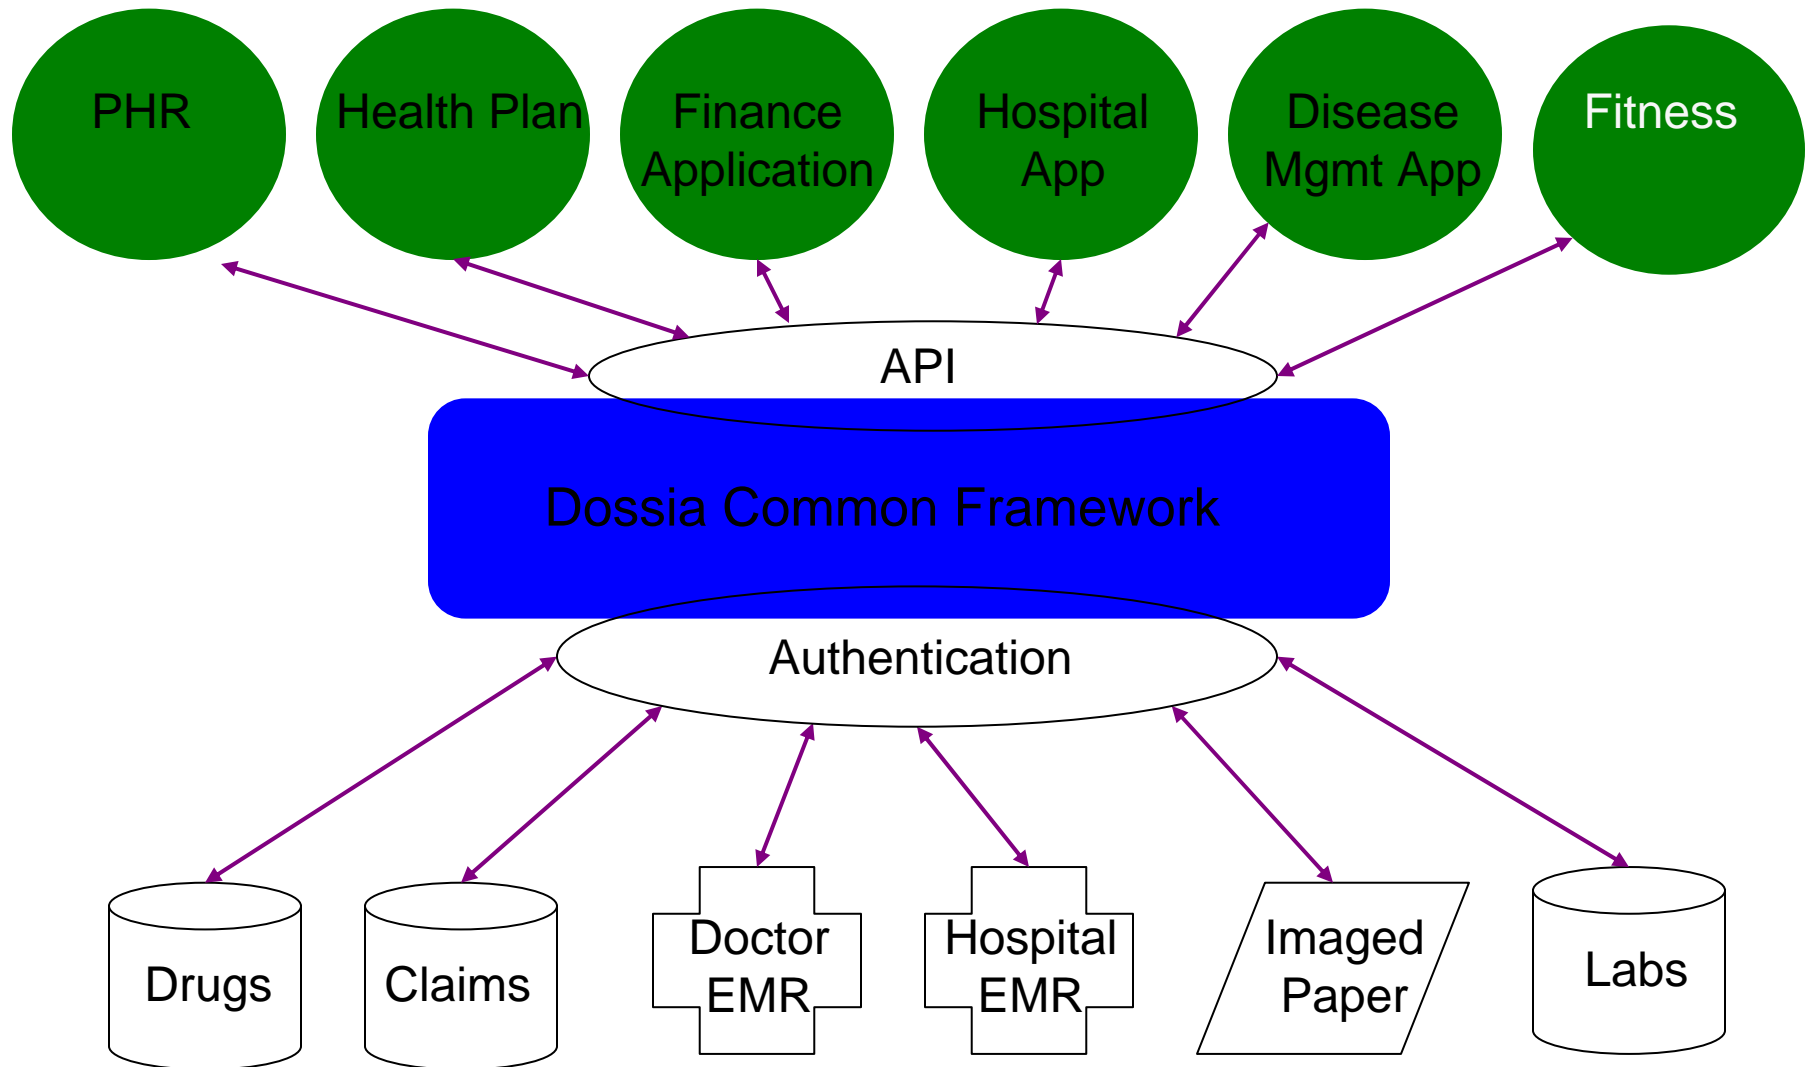 PHR
Health Plan
Finance
Application
Hospital
App
Disease
Mgmt App
Fitness
API
Dossia Common Framework
Authentication
Drugs
Claims
Doctor
EMR
Hospital
EMR
Imaged
Paper
Labs